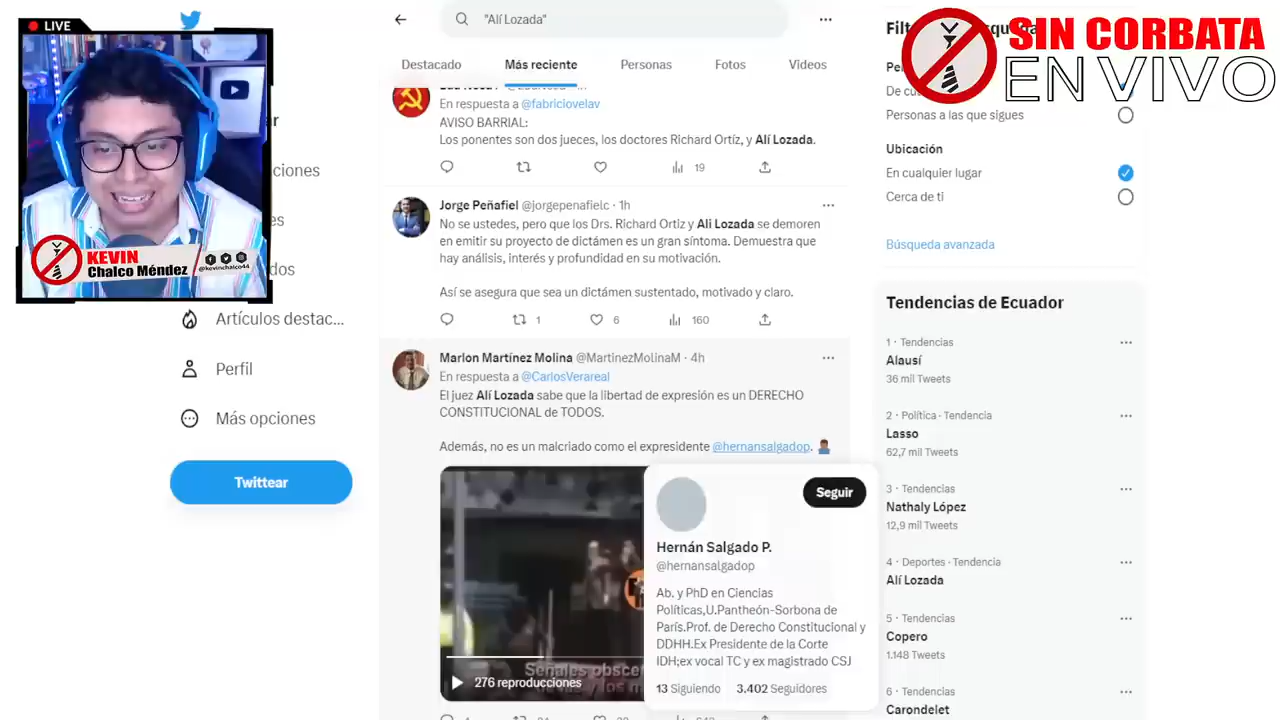 LIVE
KEVIN
Chalco Méndez
@kevinchalco44
Artículos destac...
Perfil
Más opciones
Twittear
"Alí Lozada"
Destacado
Más reciente
Personas
Fotos
Videos
En respuesta a @fabriciovelav
AVISO BARRIAL:
Los ponentes son dos jueces, los doctores Richard Ortíz, y Alí Lozada.
19
Jorge Peñafiel @jorgepenafielc · 1h
No se ustedes, pero que los Drs. Richard Ortiz y Ali Lozada se demoren
en emitir su proyecto de dictámen es un gran síntoma. Demuestra que
hay análisis, interés y profundidad en su motivación.
Así se asegura que sea un dictámen sustentado, motivado y claro.
1
6
160
Marlon Martínez Molina @MartinezMolinaM · 4h
En respuesta a @CarlosVerareal
El juez Alí Lozada sabe que la libertad de expresión es un DERECHO
CONSTITUCIONAL de TODOS.
Además, no es un malcriado como el expresidente @hernansalgadop.
Señales obsce
276 reproducciones
Seguir
Hernán Salgado P.
@hernansalgadop
Ab. y PhD en Ciencias
Políticas,U.Pantheón-Sorbona de
París.Prof. de Derecho Constitucional y
DDHH.Ex Presidente de la Corte
IDH;ex vocal TC y ex magistrado CSJ
13 Siguiendo
3.402 Seguidores
SIN CORBATA
EN VIVO
Personas a las que sigues
Ubicación
En cualquier lugar
Cerca de ti
Búsqueda avanzada
Tendencias de Ecuador
1 · Tendencias
Alausí
36 mil Tweets
2 · Política · Tendencia
Lasso
62,7 mil Tweets
3 · Tendencias
Nathaly López
12,9 mil Tweets
4 · Deportes · Tendencia
Alí Lozada
5 · Tendencias
Copero
1.148 Tweets
6 · Tendencias
Carondelet